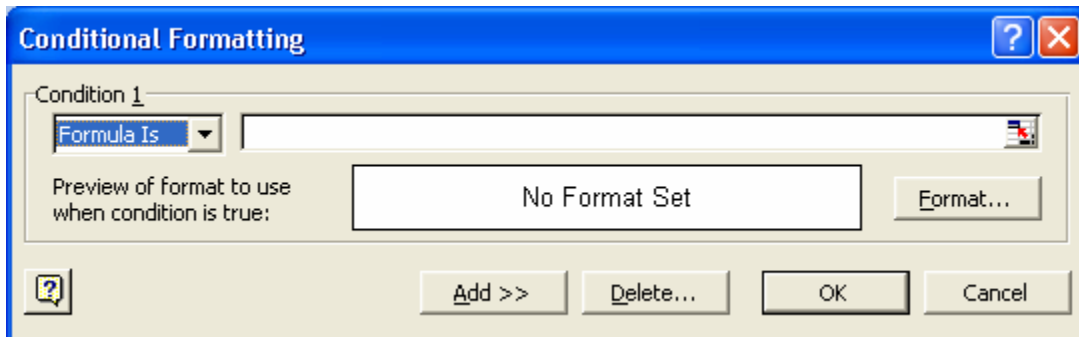 Conditional Formatting
?
Condition 1
Formula Is
Preview of format to use
when condition is true:
No Format Set
Format...
?
Add >>
Delete...
OK
Cancel